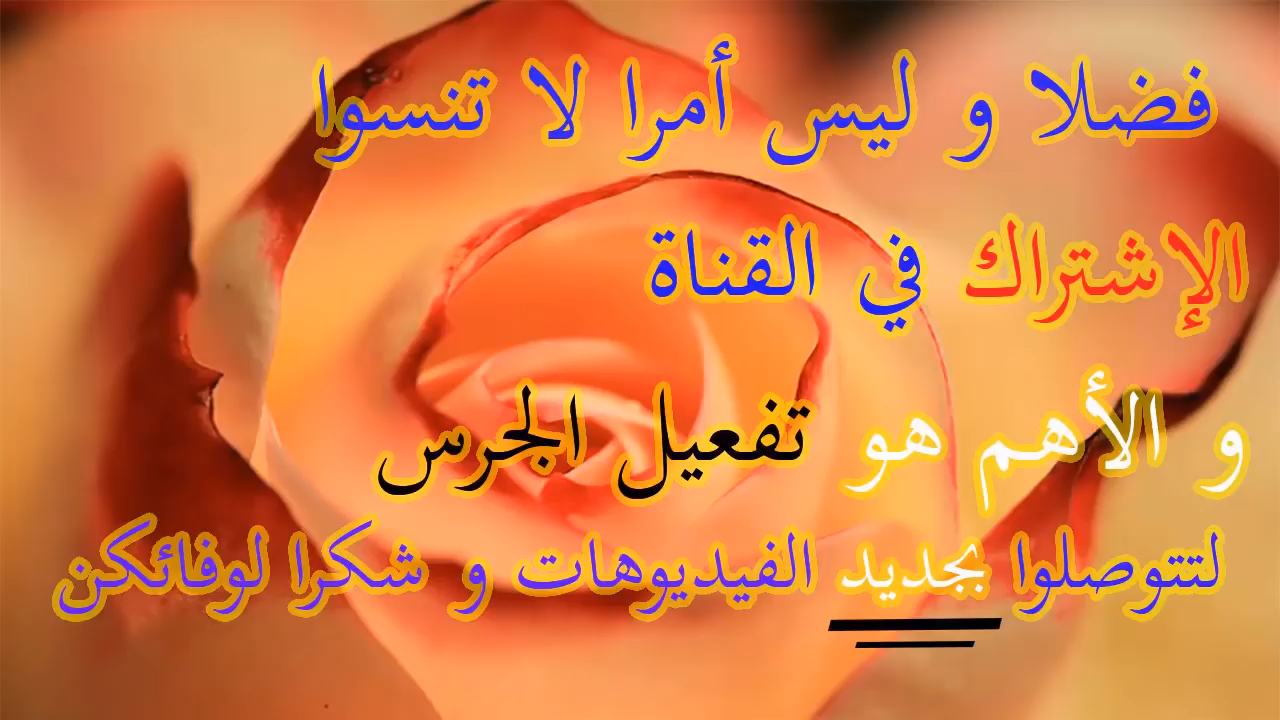 فضلا و ليس أمرا لا تنسوا
الإشتراك في القناة
و الأهم هو تفعيل الجرس
لتتوصلوا بجديد الفيديوهات و شكرا لوفائكن